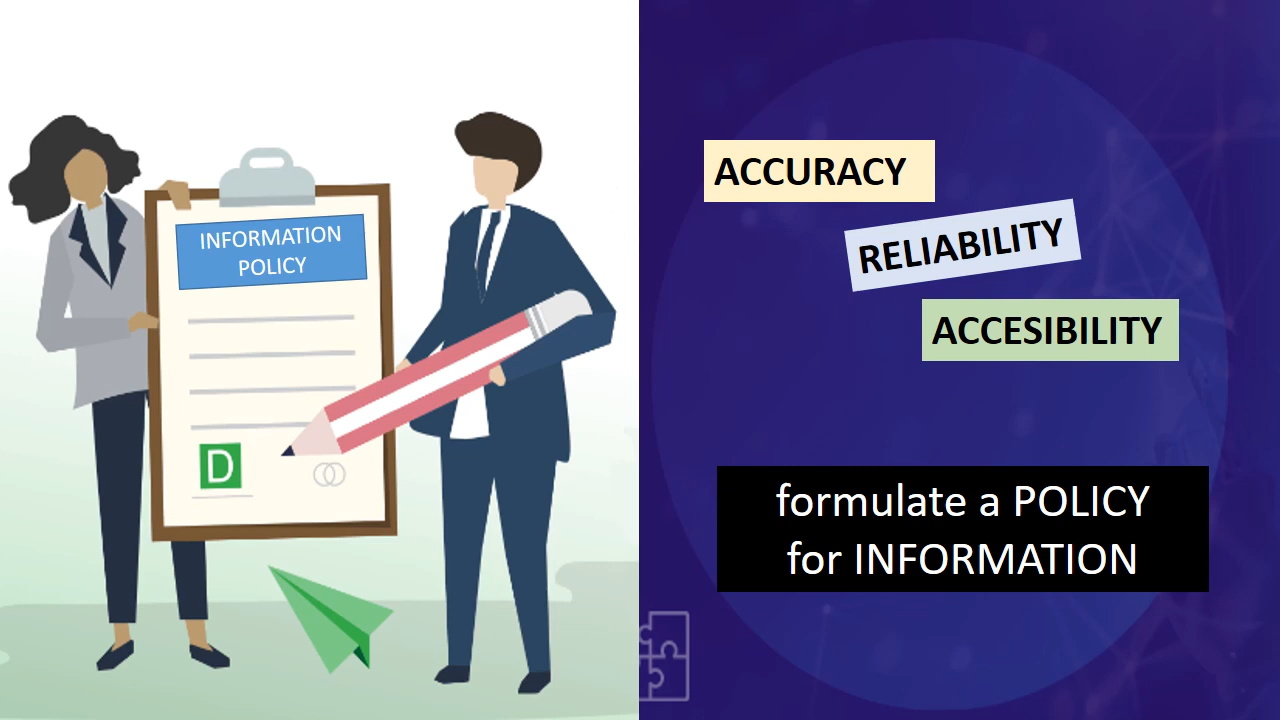 INFORMATION
POLICY
D
ACCURACY
RELIABILITY
ACCESIBILITY
formulate a POLICY
for INFORMATION